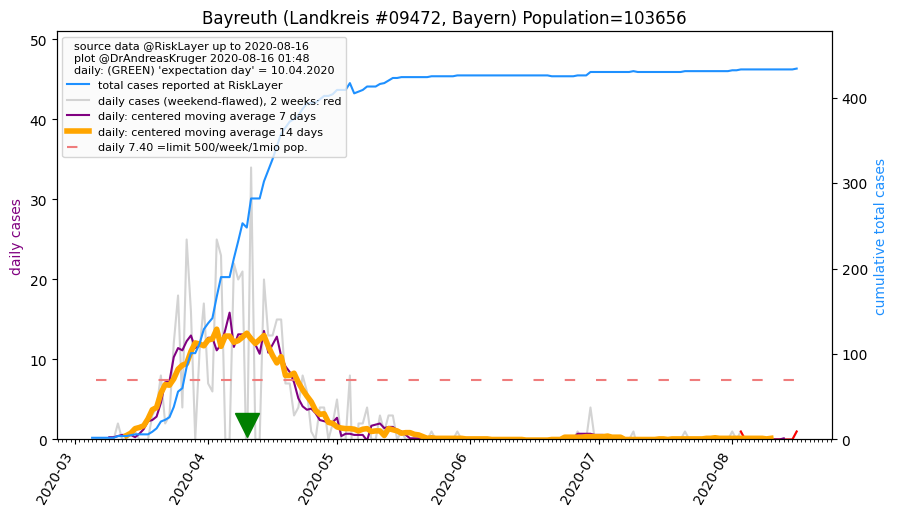 Bayreuth (Landkreis #09472, Bayern) Population=103656
source data @RiskLayer up to 2020-08-16
plot @DrAndreasKruger 2020-08-16 01:48
daily: (GREEN) 'expectation day' = 10.04.2020
total cases reported at RiskLayer
daily cases (weekend-flawed), 2 weeks: red
daily: centered moving average 7 days
daily: centered moving average 14 days
daily 7.40 =limit 500/week/1mio pop.
daily cases
50
40
30
20
10
0
cumulative total cases
400
300
200
100
0
2020-03
2020-04
2020-05
2020-06
2020-07
2020-08